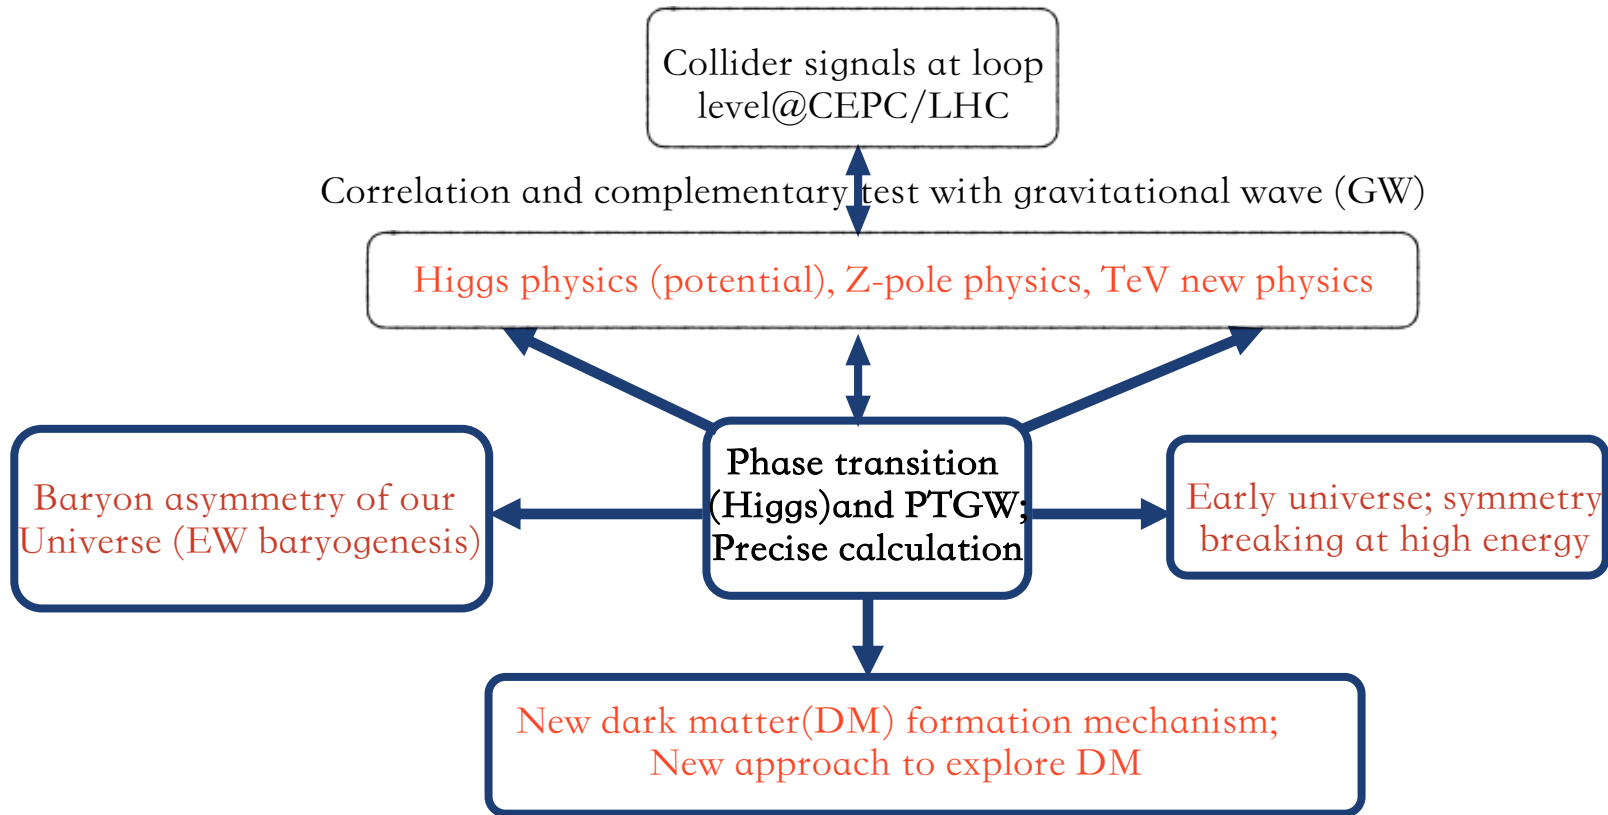 Collider signals at loop
level@CEPC/LHC
Correlation and complementary test with gravitational wave (GW)
Higgs physics (potential), Z-pole physics, TeV new physics
Phase transition
(Higgs)and PTGW;
Precise calculation
Baryon asymmetry of our
Universe (EW baryogenesis)
Early universe; symmetry
breaking at high energy
New dark matter(DM) formation mechanism;
New approach to explore DM